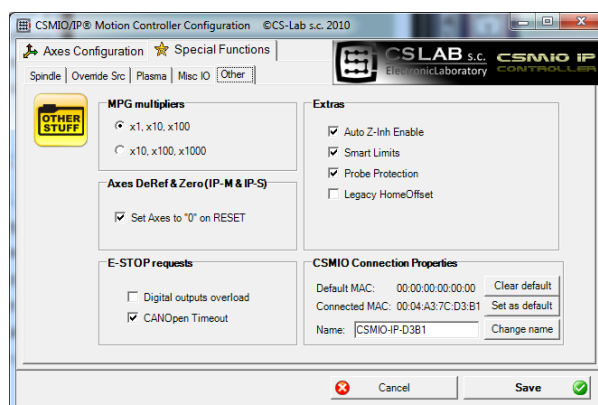 CSMIO/IP® Motion Controller Configuration ©CS-Lab s.c. 2010
Axes Configuration Special Functions
CSLAB s.c.
ElectronicLaboratory
CSMIO IP
CONTROLLER
Spindle Override Src Plasma Misc IO Other
OTHER
STUFF
MPG multipliers
x1, x10, x100
x10, x100, x1000
Axes DeRef & Zero (IP-M & IP-S)
Set Axes to "0" on RESET
E-STOP requests
Digital outputs overload
CANOpen Timeout
Extras
Auto Z-Inh Enable
Smart Limits
Probe Protection
Legacy HomeOffset
CSMIO Connection Properties
Default MAC: 00:00:00:00:00:00 Clear default
Connected MAC: 00:04:A3:7C:D3:B1 Set as default
Name: CSMIO-IP-D3B1 Change name
Cancel Save